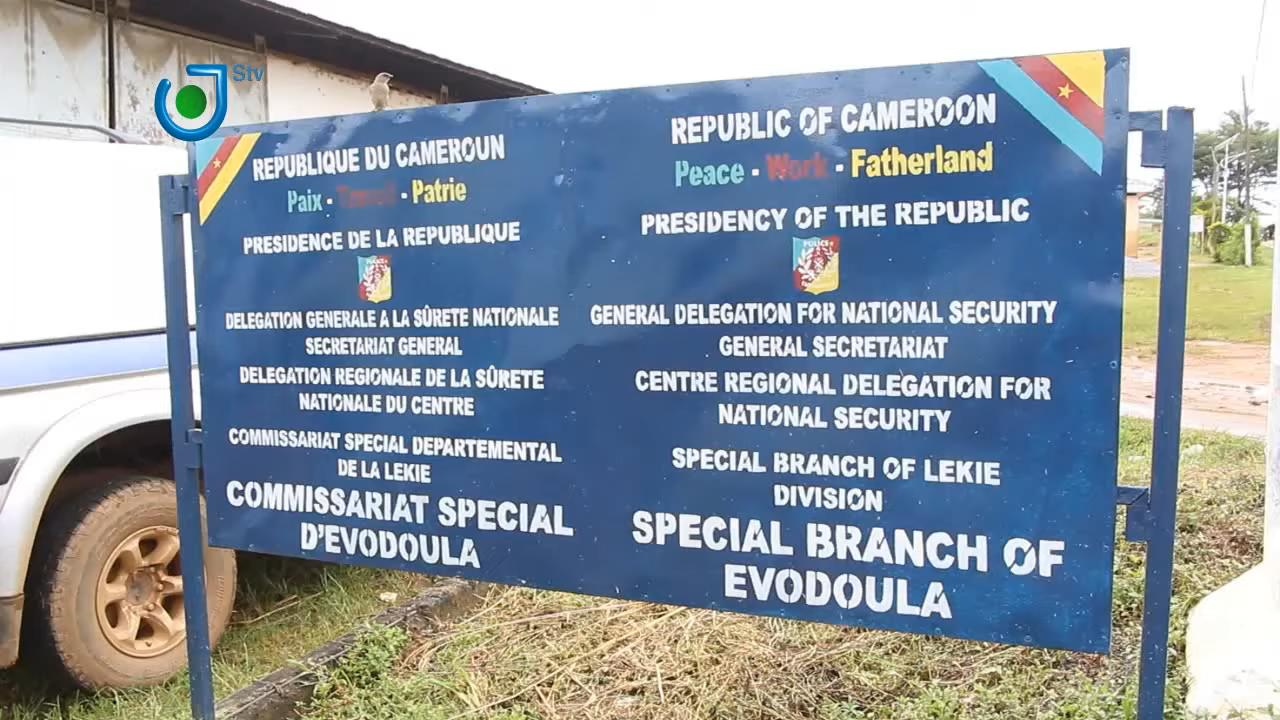 Stv
REPUBLIQUE DU CAMEROUN
Paix - Travail - Patrie
PRESIDENCE DE LA REPUBLIQUE
POLICE
DELEGATION GENERALE A LA SÛRETE NATIONALE
SECRETARIAT GENERAL
DELEGATION REGIONALE DE LA SÛRETE
NATIONALE DU CENTRE
COMMISSARIAT SPECIAL DEPARTEMENTAL
DE LA LEKIE
COMMISSARIAT SPECIAL
D'EVODOULA
REPUBLIC OF CAMEROON
Peace - Work - Fatherland
PRESIDENCY OF THE REPUBLIC
POLICE
GENERAL DELEGATION FOR NATIONAL SECURITY
GENERAL SECRETARIAT
CENTRE REGIONAL DELEGATION FOR
NATIONAL SECURITY
SPECIAL BRANCH OF LEKIE
DIVISION
SPECIAL BRANCH OF
EVODOULA